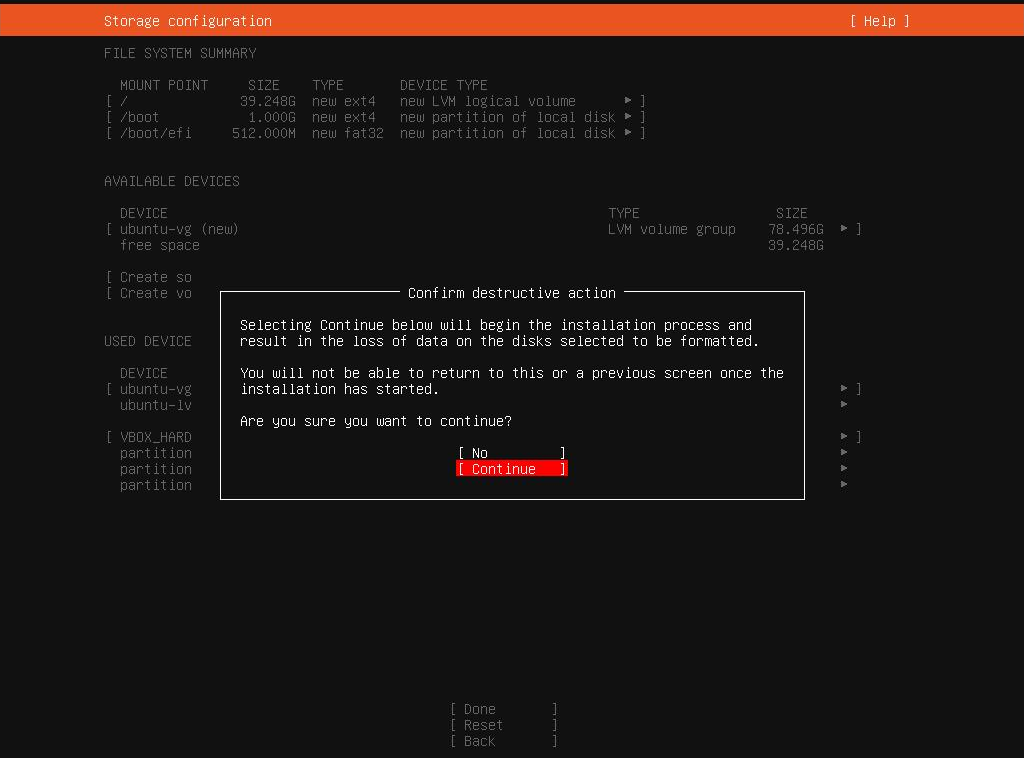 Storage configuration [ Help ]
FILE SYSTEM SUMMARY
MOUNT POINT SIZE TYPE DEVICE TYPE
[ / 39.248G new ext4 new LVM logical volume ▸ ]
[ /boot 1.000G new ext4 new partition of local disk ▸ ]
[ /boot/efi 512.000M new fat32 new partition of local disk ▸ ]
AVAILABLE DEVICES
DEVICE TYPE SIZE
[ ubuntu-vg (new) LVM volume group 78.496G ▸ ]
free space 39.248G
[ Create so
[ Create vo
Confirm destructive action
Selecting Continue below will begin the installation process and
result in the loss of data on the disks selected to be formatted.
You will not be able to return to this or a previous screen once the
installation has started.
Are you sure you want to continue?
[ No ]
[ Continue ]
USED DEVICE
DEVICE
[ ubuntu-vg ▸ ]
ubuntu-lv ▸
[ VBOX_HARD ▸ ]
partition ▸
partition ▸
partition ▸
[ Done ]
[ Reset ]
[ Back ]